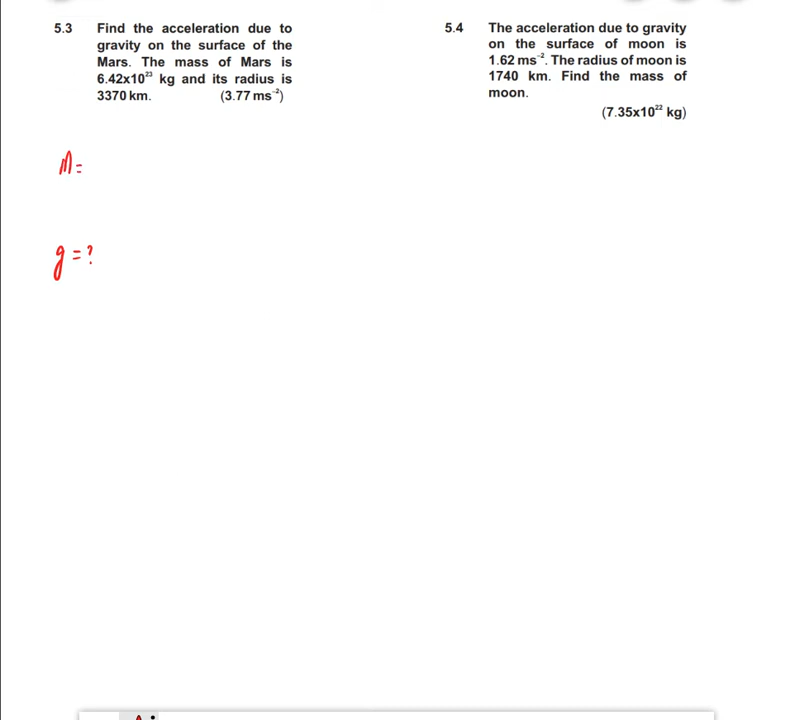 5.3 Find the acceleration due to
gravity on the surface of the
Mars. The mass of Mars is
6.42x10²³ kg and its radius is
3370 km. (3.77 ms⁻²)
5.4 The acceleration due to gravity
on the surface of moon is
1.62 ms⁻². The radius of moon is
1740 km. Find the mass of
moon.
(7.35x10²² kg)
M=
g=?